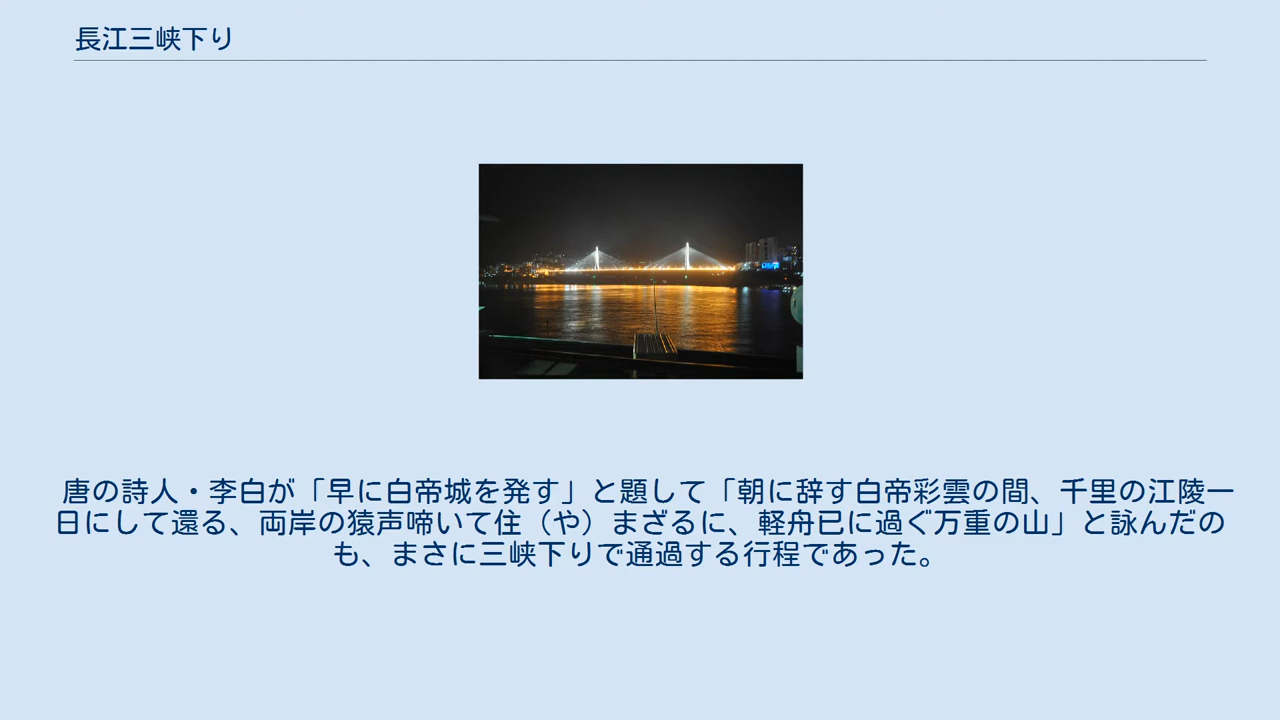 長江三峡下り
唐の詩人・李白が「早に白帝城を発す」と題して「朝に辞す白帝彩雲の間、千里の江陵一
日にして還る、両岸の猿声啼いて住（や）まざるに、軽舟已に過ぐ万重の山」と詠んだの
も、まさに三峡下りで通過する行程であった。